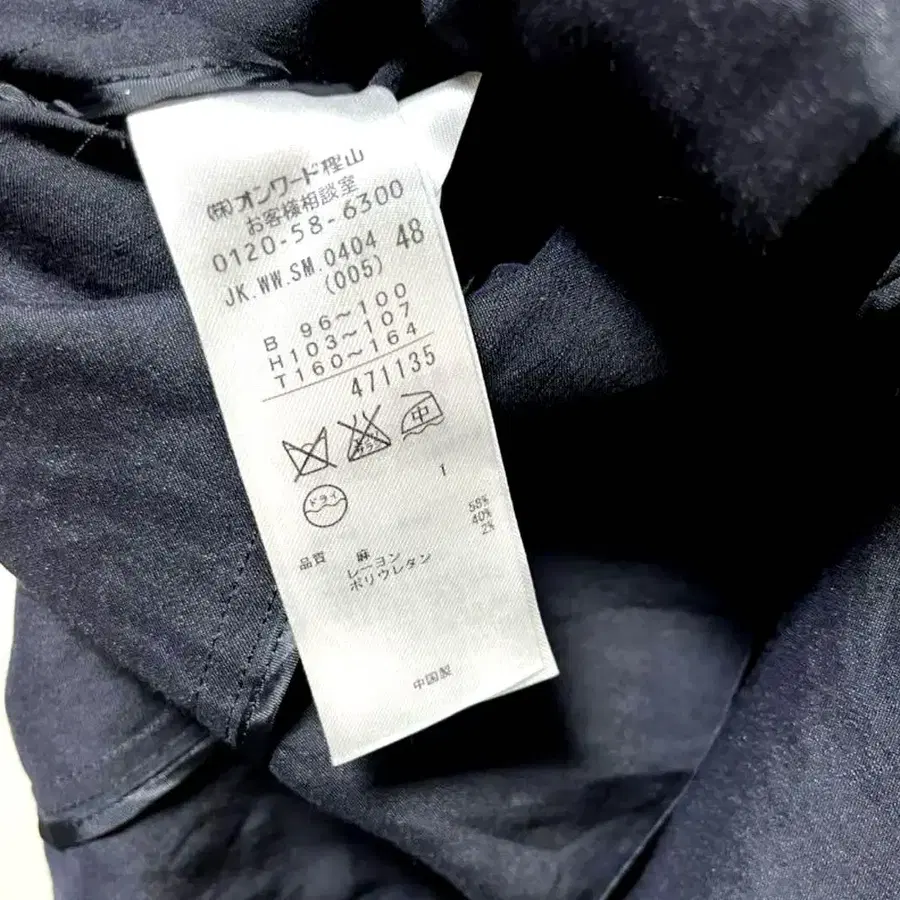 (株)オンワード樫山
お客様相談室
0120-58-6300
JK.WW.SM.0404 48
(005)
B 96〜100
H103〜107
T160〜164
471135
中
ドライ
1
品質 麻 58%
レーヨン 40%
ポリウレタン 2%
中国製